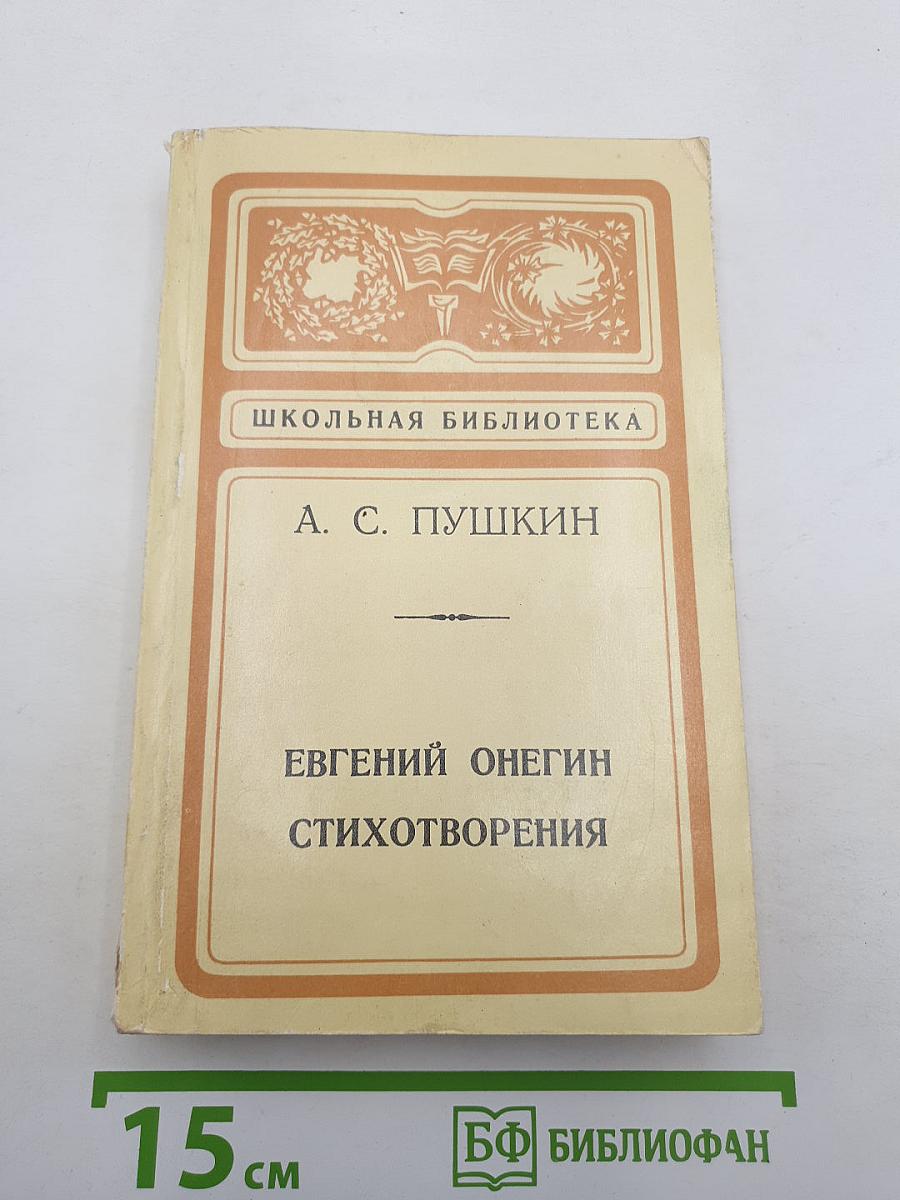 ШКОЛЬНАЯ БИБЛИОТЕКА
А. С. ПУШКИН
ЕВГЕНИЙ ОНЕГИН
СТИХОТВОРЕНИЯ
15 см
БФ БИБЛИОФАН